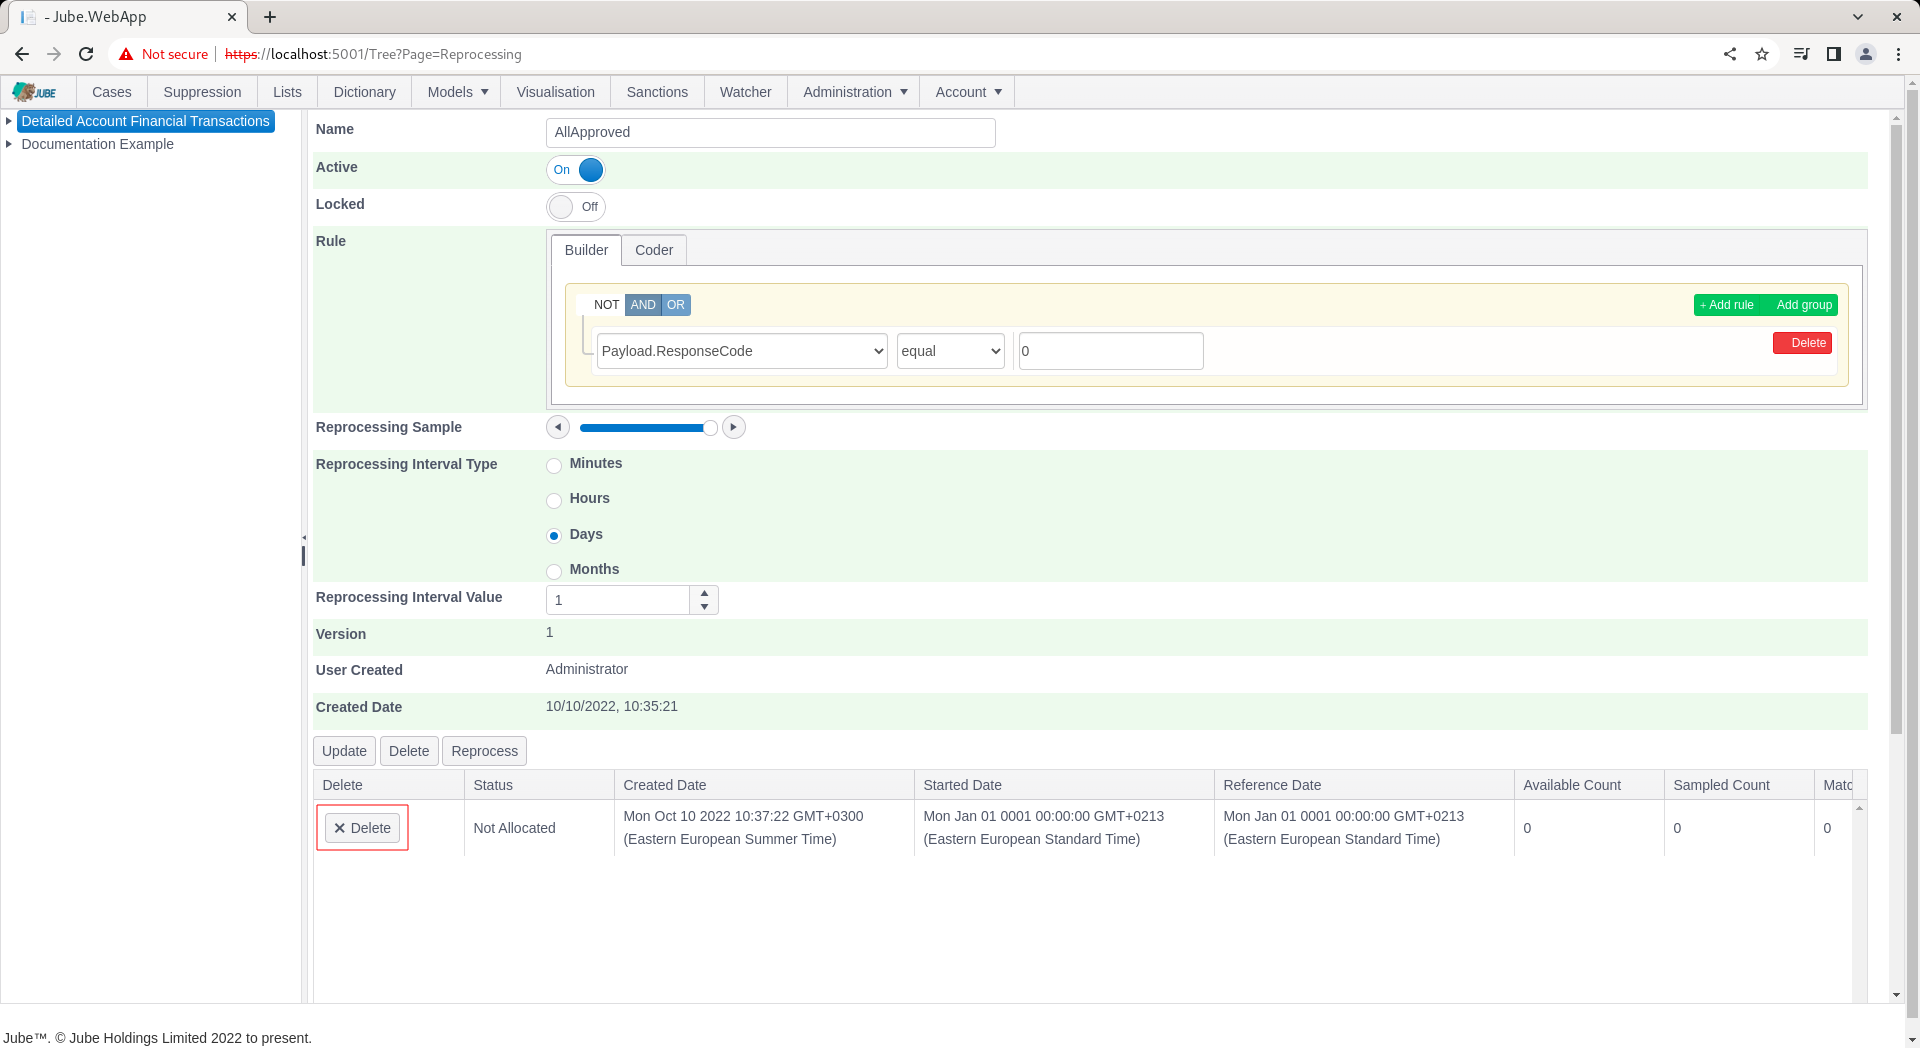 - Jube.WebApp
Not secure https://localhost:5001/Tree?Page=Reprocessing
JUBE Cases Suppression Lists Dictionary Models Visualisation Sanctions Watcher Administration Account
Detailed Account Financial Transactions
Documentation Example
Name AllApproved
Active On
Locked Off
Rule Builder Coder
NOT AND OR + Add rule Add group
Payload.ResponseCode equal 0 Delete
Reprocessing Sample
Reprocessing Interval Type Minutes
Hours
Days
Months
Reprocessing Interval Value 1
Version 1
User Created Administrator
Created Date 10/10/2022, 10:35:21
Update Delete Reprocess
Delete Status Created Date Started Date Reference Date Available Count Sampled Count Matc
Delete Not Allocated Mon Oct 10 2022 10:37:22 GMT+0300 Mon Jan 01 0001 00:00:00 GMT+0213 Mon Jan 01 0001 00:00:00 GMT+0213 0 0 0
(Eastern European Summer Time) (Eastern European Standard Time) (Eastern European Standard Time)
Jube™. © Jube Holdings Limited 2022 to present.